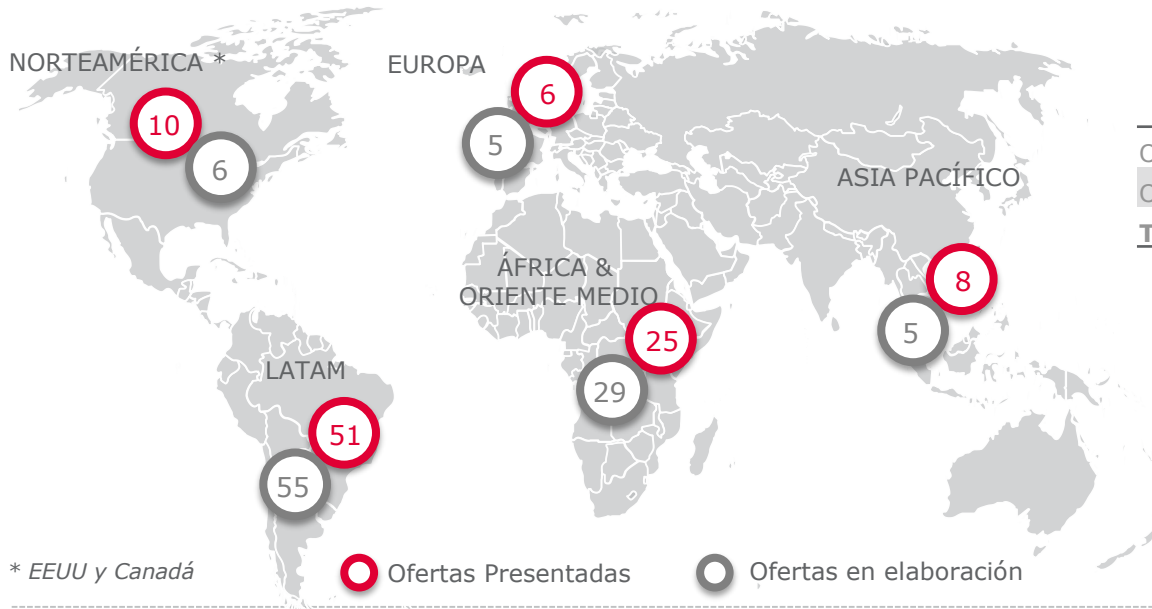 NORTEAMÉRICA *
10
6
EUROPA
6
5
ASIA PACÍFICO
8
5
ÁFRICA &
ORIENTE MEDIO
25
29
LATAM
51
55
* EEUU y Canadá
Ofertas Presentadas
Ofertas en elaboración